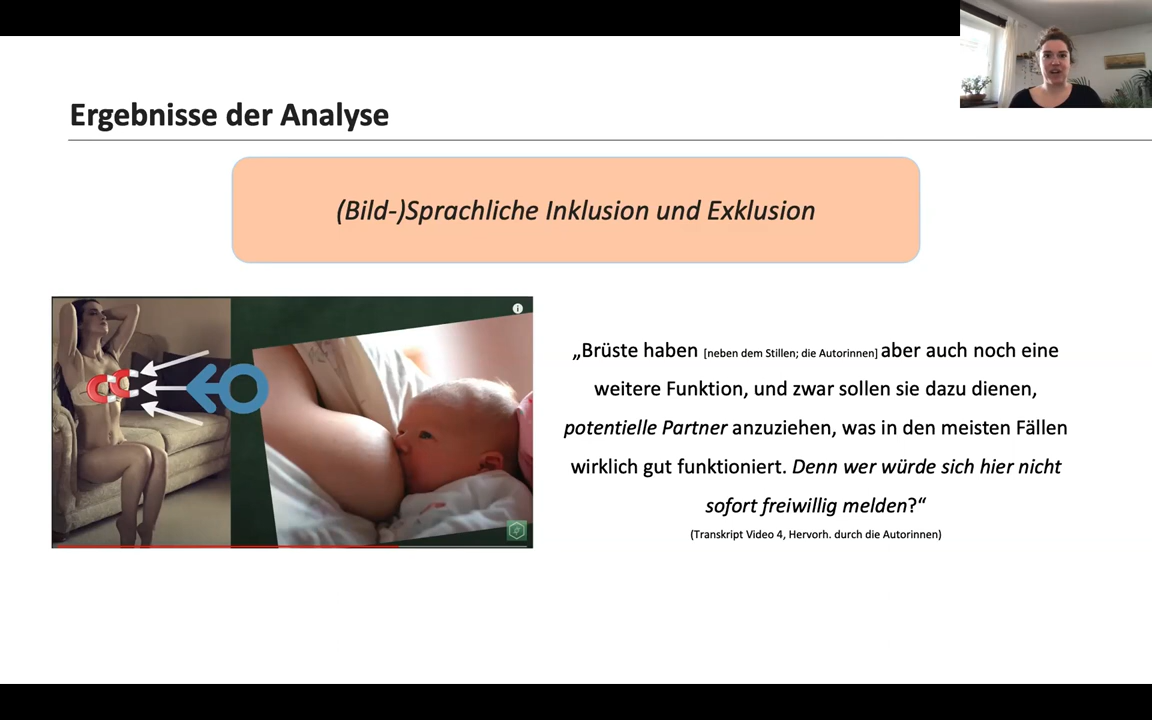 Ergebnisse der Analyse
(Bild-)Sprachliche Inklusion und Exklusion
„Brüste haben [neben dem Stillen; die Autorinnen] aber auch noch eine
weitere Funktion, und zwar sollen sie dazu dienen,
potentielle Partner anzuziehen, was in den meisten Fällen
wirklich gut funktioniert. Denn wer würde sich hier nicht
sofort freiwillig melden?“
(Transkript Video 4, Hervorh. durch die Autorinnen)